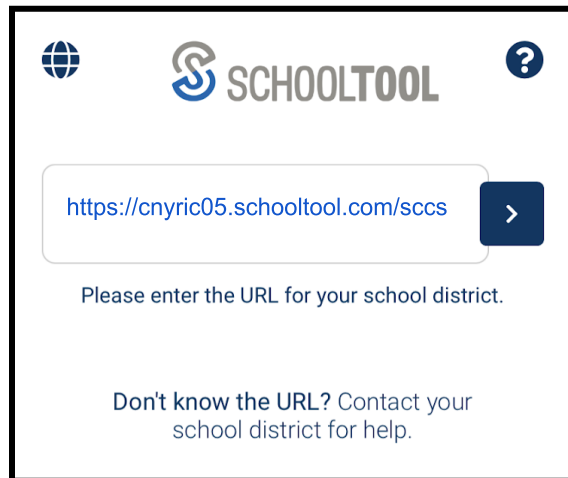 SCHOOLTOOL
https://cnyric05.schooltool.com/sccs
Please enter the URL for your school district.
Don't know the URL? Contact your
school district for help.